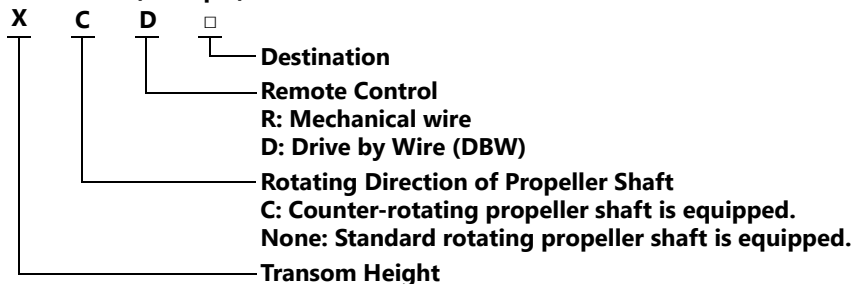 X C D □
Destination
Remote Control
R: Mechanical wire
D: Drive by Wire (DBW)
Rotating Direction of Propeller Shaft
C: Counter-rotating propeller shaft is equipped.
None: Standard rotating propeller shaft is equipped.
Transom Height